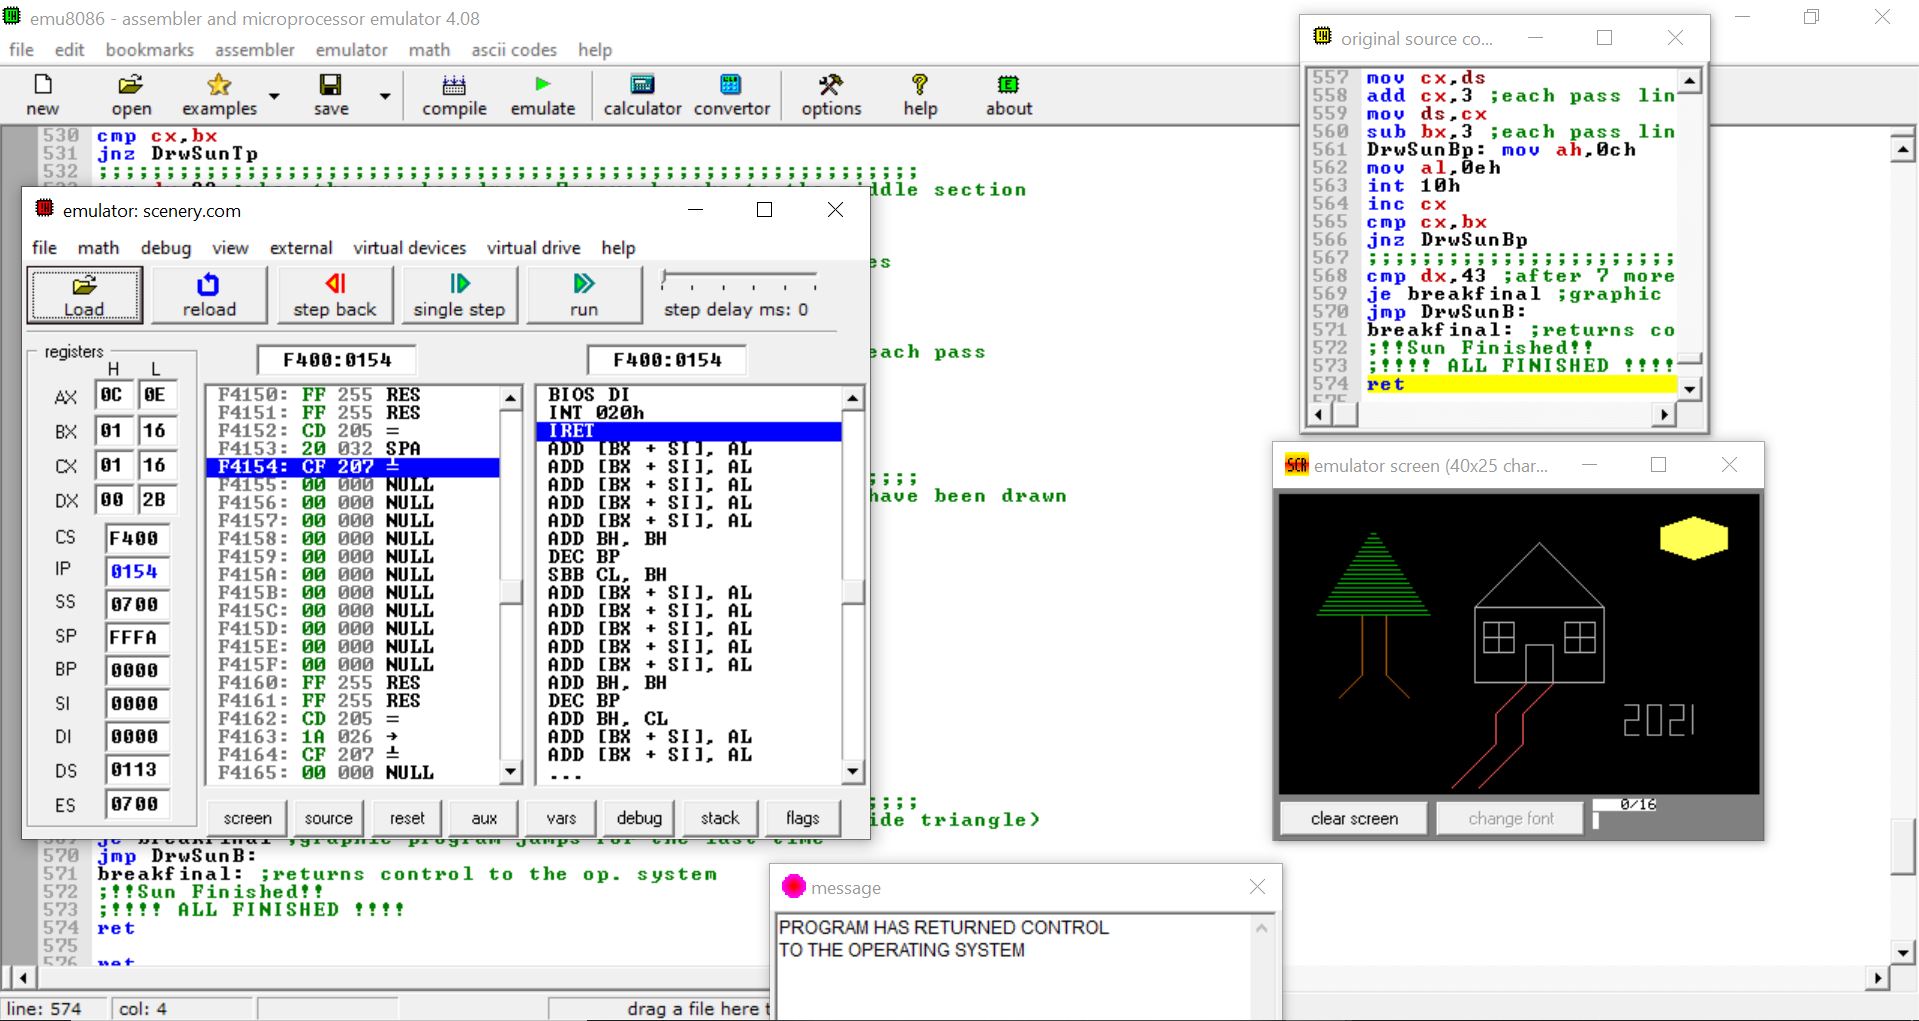 emu8086 - assembler and microprocessor emulator 4.08
file edit bookmarks assembler emulator math ascii codes help
new open examples save compile emulate calculator convertor options help about
530 cmp cx,bx
531 jnz DrwSunTp
532 ;;;;;;;;;;;;;;;;;;;;;;;;;;;;;;;;;;;;;;;;;;;;;;;;;;
ddle section
es
each pass
;;;;
have been drawn
;;;;
ide triangle>
570 jmp DrwSunB:
571 breakfinal: ;returns control to the op. system
572 ;!!Sun Finished!!
573 ;!!!! ALL FINISHED !!!!
574 ret
575
576 ret
line: 574 col: 4 drag a file here t
emulator: scenery.com
file math debug view external virtual devices virtual drive help
Load reload step back single step run step delay ms: 0
registers F400:0154 F400:0154
H L
AX 0C 0E
BX 01 16
CX 01 16
DX 00 2B
CS F400
IP 0154
SS 0700
SP FFFA
BP 0000
SI 0000
DI 0000
DS 0113
ES 0700
F4150: FF 255 RES
F4151: FF 255 RES
F4152: CD 205 =
F4153: 20 032 SPA
F4154: CF 207 ╧
F4155: 00 000 NULL
F4156: 00 000 NULL
F4157: 00 000 NULL
F4158: 00 000 NULL
F4159: 00 000 NULL
F415A: 00 000 NULL
F415B: 00 000 NULL
F415C: 00 000 NULL
F415D: 00 000 NULL
F415E: 00 000 NULL
F415F: 00 000 NULL
F4160: FF 255 RES
F4161: FF 255 RES
F4162: CD 205 =
F4163: 1A 026 →
F4164: CF 207 ╧
F4165: 00 000 NULL
BIOS DI
INT 020h
IRET
ADD [BX + SI], AL
ADD [BX + SI], AL
ADD [BX + SI], AL
ADD [BX + SI], AL
ADD [BX + SI], AL
ADD BH, BH
DEC BP
SBB CL, BH
ADD [BX + SI], AL
ADD [BX + SI], AL
ADD [BX + SI], AL
ADD [BX + SI], AL
ADD [BX + SI], AL
ADD BH, BH
DEC BP
ADD BH, CL
ADD [BX + SI], AL
ADD [BX + SI], AL
...
screen source reset aux vars debug stack flags
original source co...
557 mov cx,ds
558 add cx,3 ;each pass lin
559 mov ds,cx
560 sub bx,3 ;each pass lin
561 DrwSunBp: mov ah,0ch
562 mov al,0eh
563 int 10h
564 inc cx
565 cmp cx,bx
566 jnz DrwSunBp
567 ;;;;;;;;;;;;;;;;;;;;;;;
568 cmp dx,43 ;after 7 more
569 je breakfinal ;graphic
570 jmp DrwSunB:
571 breakfinal: ;returns co
572 ;!!Sun Finished!!
573 ;!!!! ALL FINISHED !!!!
574 ret
575
emulator screen (40x25 char...
2021
clear screen change font 0/16
message
PROGRAM HAS RETURNED CONTROL
TO THE OPERATING SYSTEM